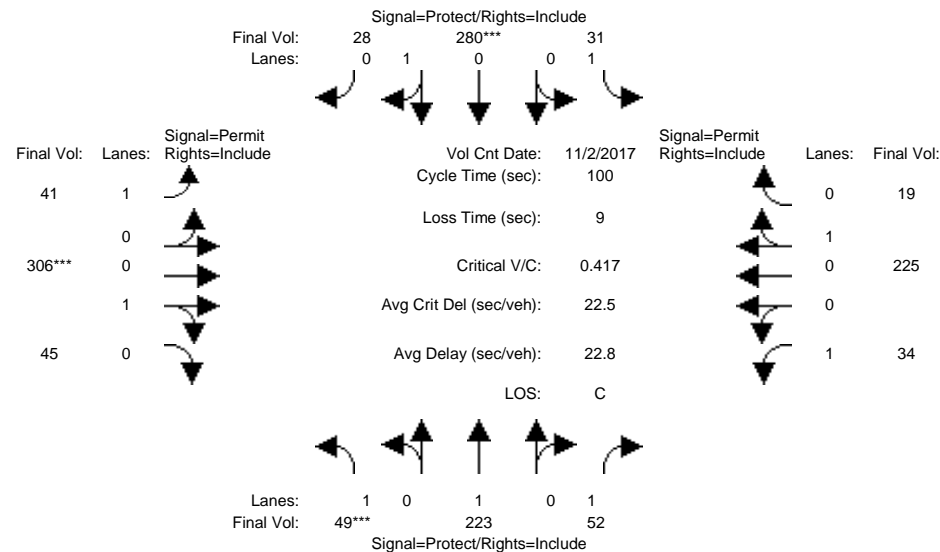 Signal=Protect/Rights=Include
Final Vol: 28 280*** 31
Lanes: 0 1 0 0 1
Signal=Permit Signal=Permit
Final Vol: Lanes: Rights=Include Vol Cnt Date: 11/2/2017 Rights=Include Lanes: Final Vol:
Cycle Time (sec): 100
41 1 0 19
Loss Time (sec): 9
0 1
306*** 0 Critical V/C: 0.417 0 225
1 Avg Crit Del (sec/veh): 22.5 0
45 0 Avg Delay (sec/veh): 22.8 1 34
LOS: C
Lanes: 1 0 1 0 1
Final Vol: 49*** 223 52
Signal=Protect/Rights=Include